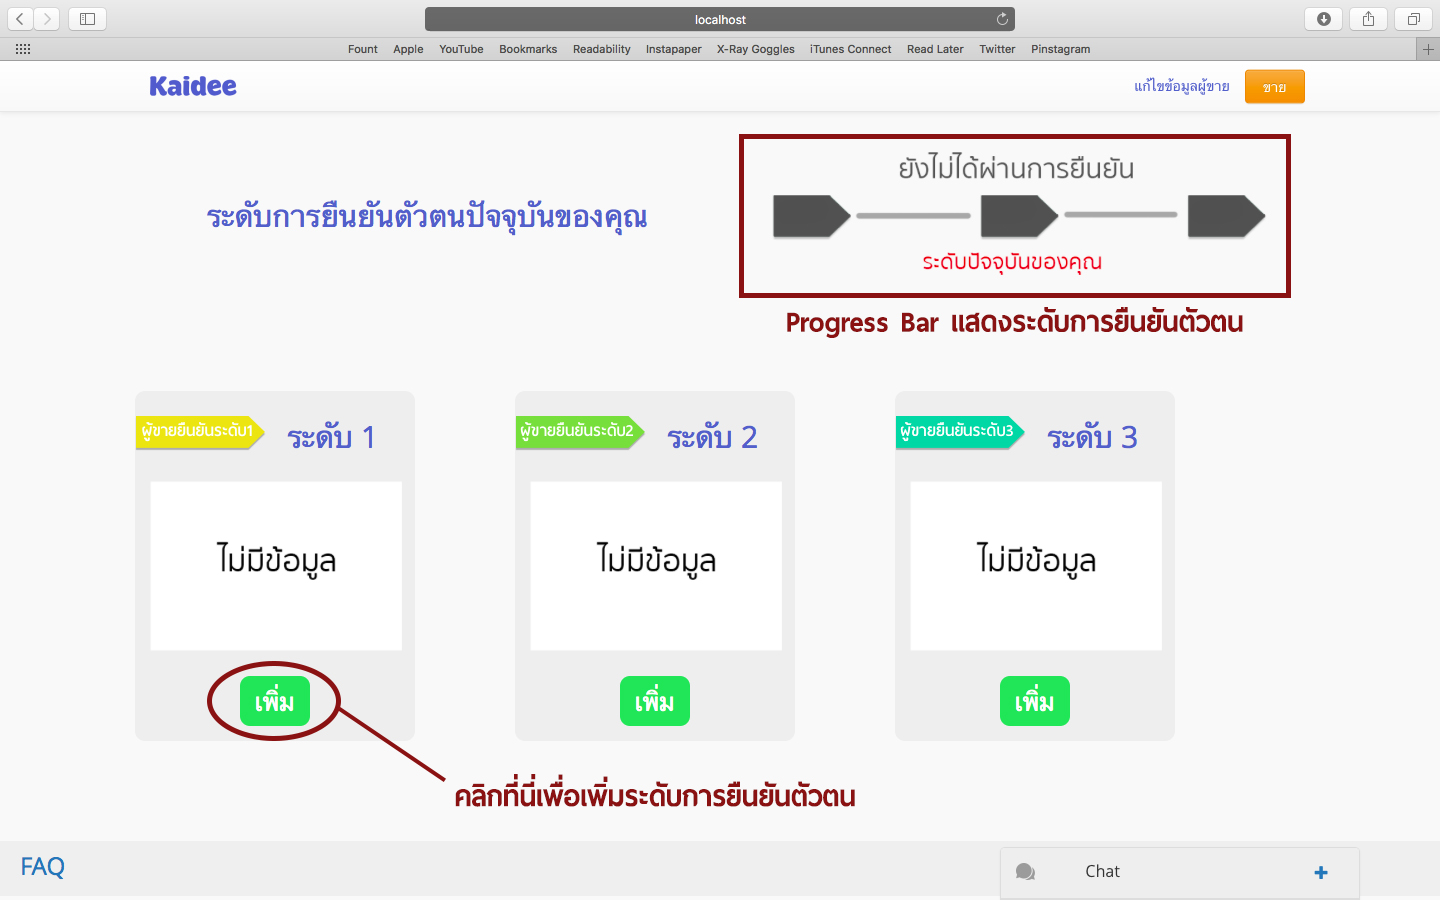 localhost
Fount Apple YouTube Bookmarks Readability Instapaper X-Ray Goggles iTunes Connect Read Later Twitter Pinstagram
Kaidee
แก้ไขข้อมูลผู้ขาย
ขาย
ระดับการยืนยันตัวตนปัจจุบันของคุณ
ยังไม่ได้ผ่านการยืนยัน
ระดับปัจจุบันของคุณ
Progress Bar แสดงระดับการยืนยันตัวตน
ผู้ขายยืนยันระดับ1 ระดับ 1
ไม่มีข้อมูล
เพิ่ม
ผู้ขายยืนยันระดับ2 ระดับ 2
ไม่มีข้อมูล
เพิ่ม
ผู้ขายยืนยันระดับ3 ระดับ 3
ไม่มีข้อมูล
เพิ่ม
คลิกที่นี่เพื่อเพิ่มระดับการยืนยันตัวตน
FAQ
Chat